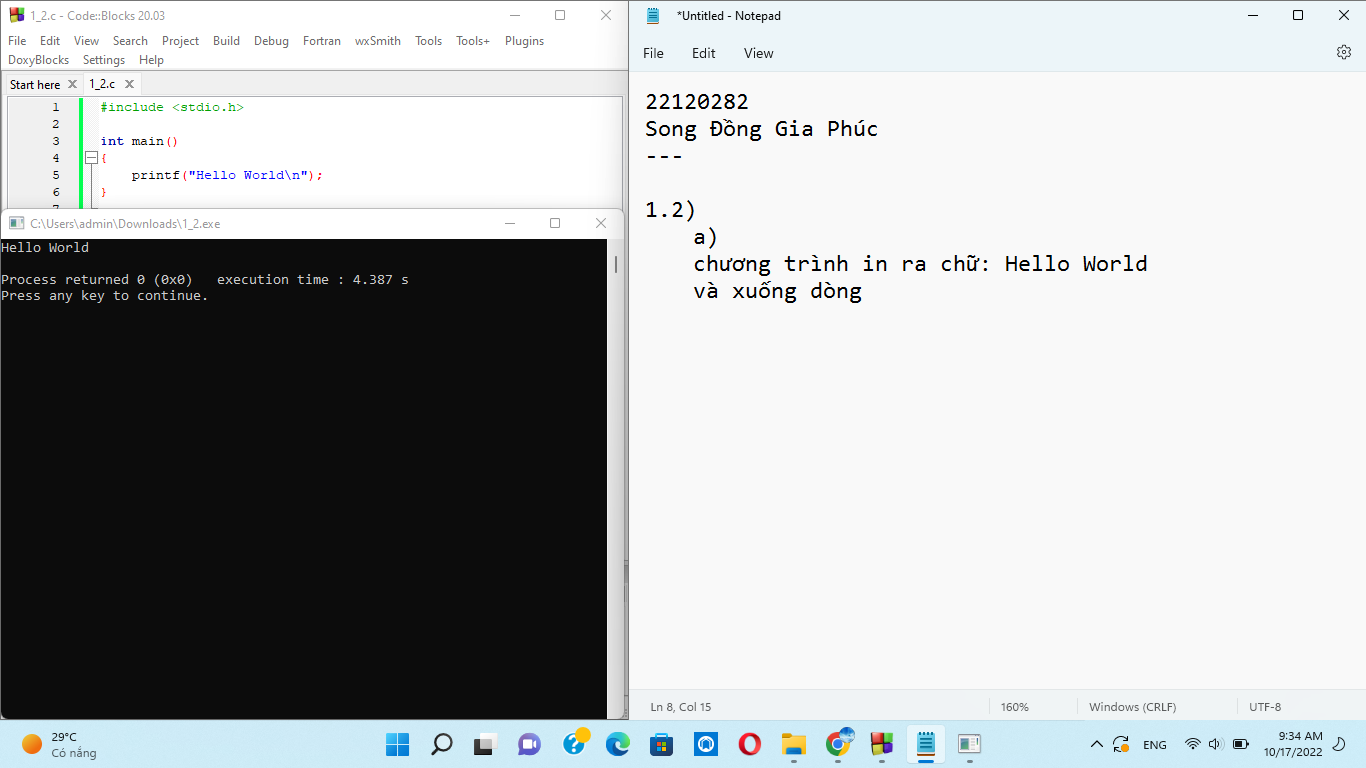 1_2.c - Code::Blocks 20.03
File Edit View Search Project Build Debug Fortran wxSmith Tools Tools+ Plugins
DoxyBlocks Settings Help
Start here 1_2.c
1 #include <stdio.h>
2
3 int main()
4 {
5 printf("Hello World\n");
6 }
7
C:\Users\admin\Downloads\1_2.exe
Hello World
Process returned 0 (0x0) execution time : 4.387 s
Press any key to continue.
*Untitled - Notepad
File Edit View
22120282
Song Đồng Gia Phúc
---
1.2)
a)
chương trình in ra chữ: Hello World
và xuống dòng
Ln 8, Col 15 160% Windows (CRLF) UTF-8
29°C
Có nắng
ENG
9:34 AM
10/17/2022